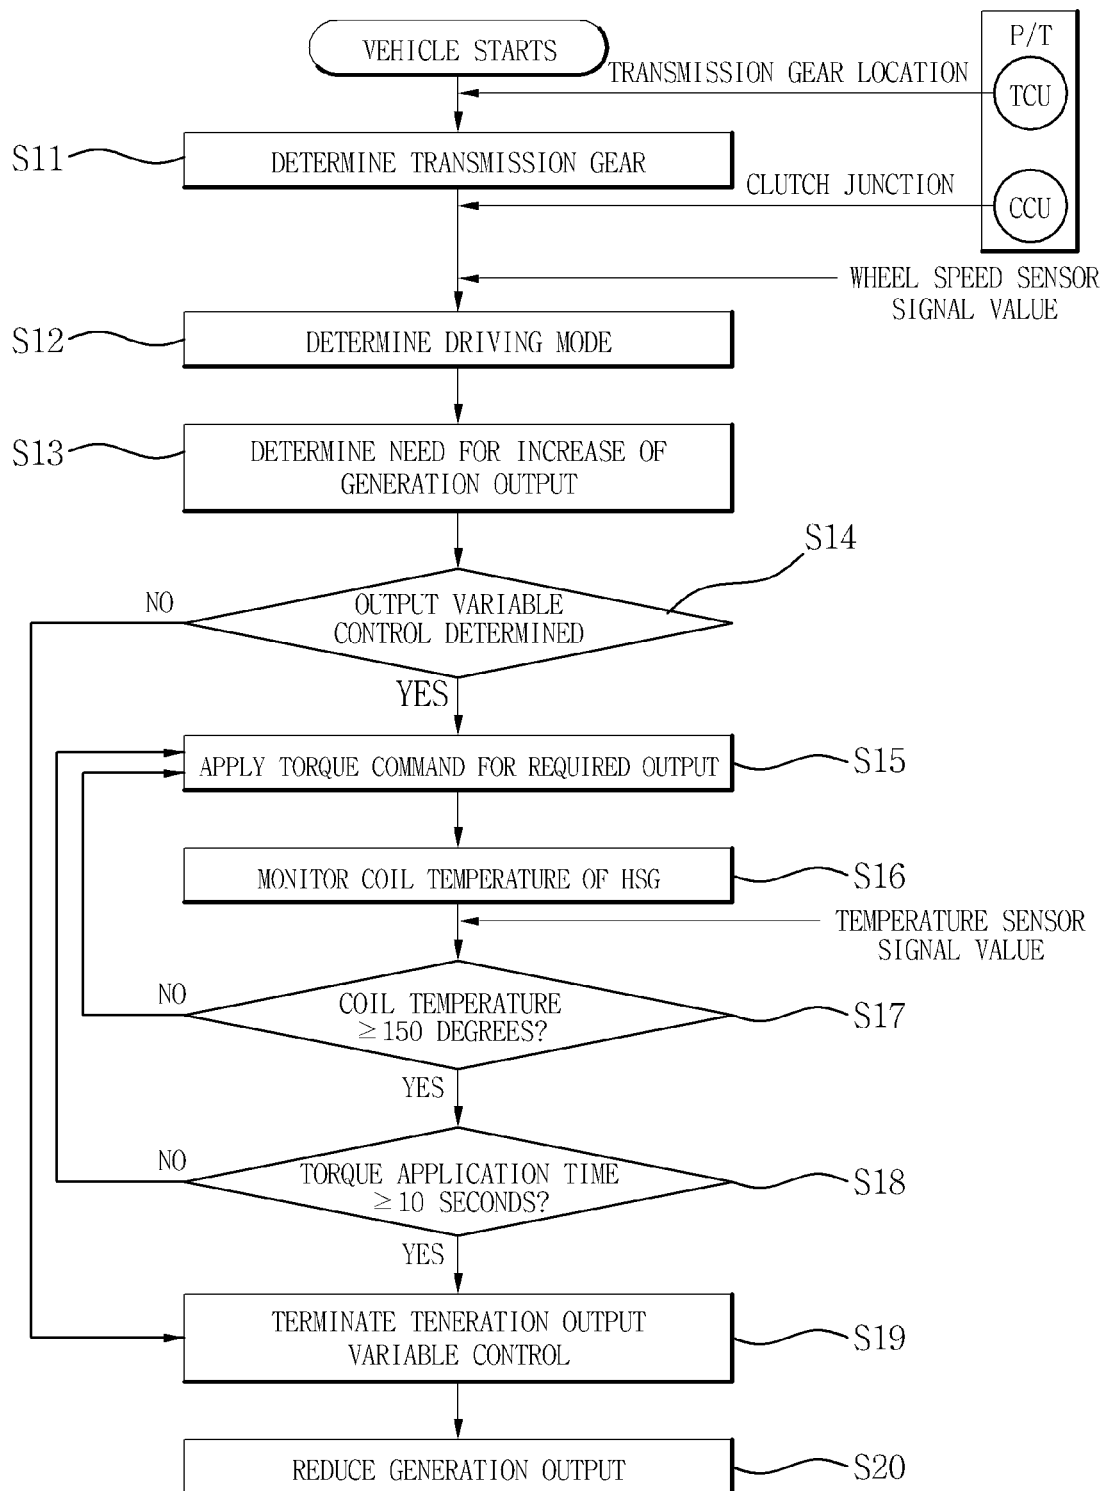 VEHICLE STARTS
P/T
TRANSMISSION GEAR LOCATION
TCU
S11
DETERMINE TRANSMISSION GEAR
CLUTCH JUNCTION
CCU
WHEEL SPEED SENSOR
SIGNAL VALUE
S12
DETERMINE DRIVING MODE
S13
DETERMINE NEED FOR INCREASE OF
GENERATION OUTPUT
S14
NO
OUTPUT VARIABLE
CONTROL DETERMINED
YES
APPLY TORQUE COMMAND FOR REQUIRED OUTPUT
S15
MONITOR COIL TEMPERATURE OF HSG
S16
TEMPERATURE SENSOR
SIGNAL VALUE
NO
COIL TEMPERATURE
≥150 DEGREES?
S17
YES
NO
TORQUE APPLICATION TIME
≥10 SECONDS?
S18
YES
TERMINATE TENERATION OUTPUT
VARIABLE CONTROL
S19
REDUCE GENERATION OUTPUT
S20